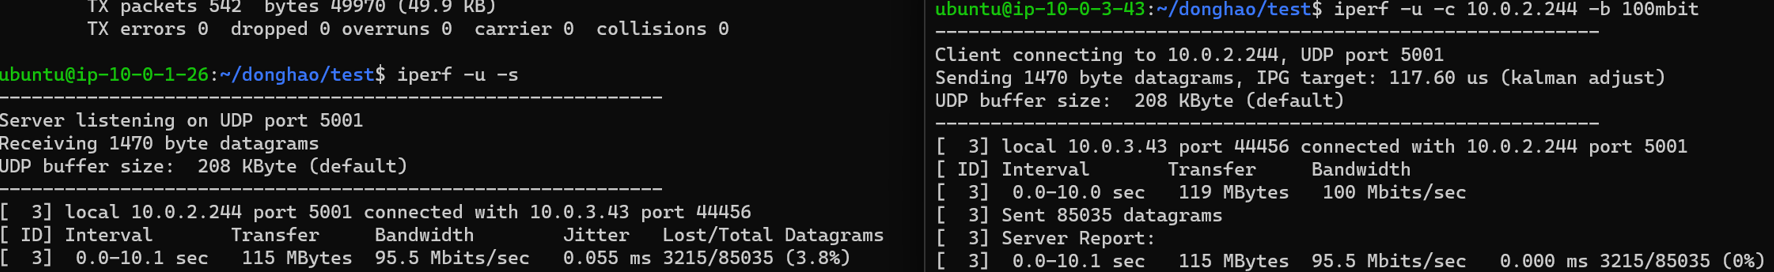 TX packets 542  bytes 49970 (49.9 KB)
TX errors 0  dropped 0 overruns 0  carrier 0  collisions 0
ubuntu@ip-10-0-1-26:~/donghao/test$ iperf -u -s
------------------------------------------------------------
Server listening on UDP port 5001
Receiving 1470 byte datagrams
UDP buffer size:  208 KByte (default)
------------------------------------------------------------
[  3] local 10.0.2.244 port 5001 connected with 10.0.3.43 port 44456
[ ID] Interval       Transfer     Bandwidth        Jitter   Lost/Total Datagrams
[  3]  0.0-10.1 sec   115 MBytes  95.5 Mbits/sec   0.055 ms 3215/85035 (3.8%)
ubuntu@ip-10-0-3-43:~/donghao/test$ iperf -u -c 10.0.2.244 -b 100mbit
------------------------------------------------------------
Client connecting to 10.0.2.244, UDP port 5001
Sending 1470 byte datagrams, IPG target: 117.60 us (kalman adjust)
UDP buffer size:  208 KByte (default)
------------------------------------------------------------
[  3] local 10.0.3.43 port 44456 connected with 10.0.2.244 port 5001
[ ID] Interval       Transfer     Bandwidth
[  3]  0.0-10.0 sec   119 MBytes   100 Mbits/sec
[  3] Sent 85035 datagrams
[  3] Server Report:
[  3]  0.0-10.1 sec   115 MBytes  95.5 Mbits/sec   0.000 ms 3215/85035 (0%)